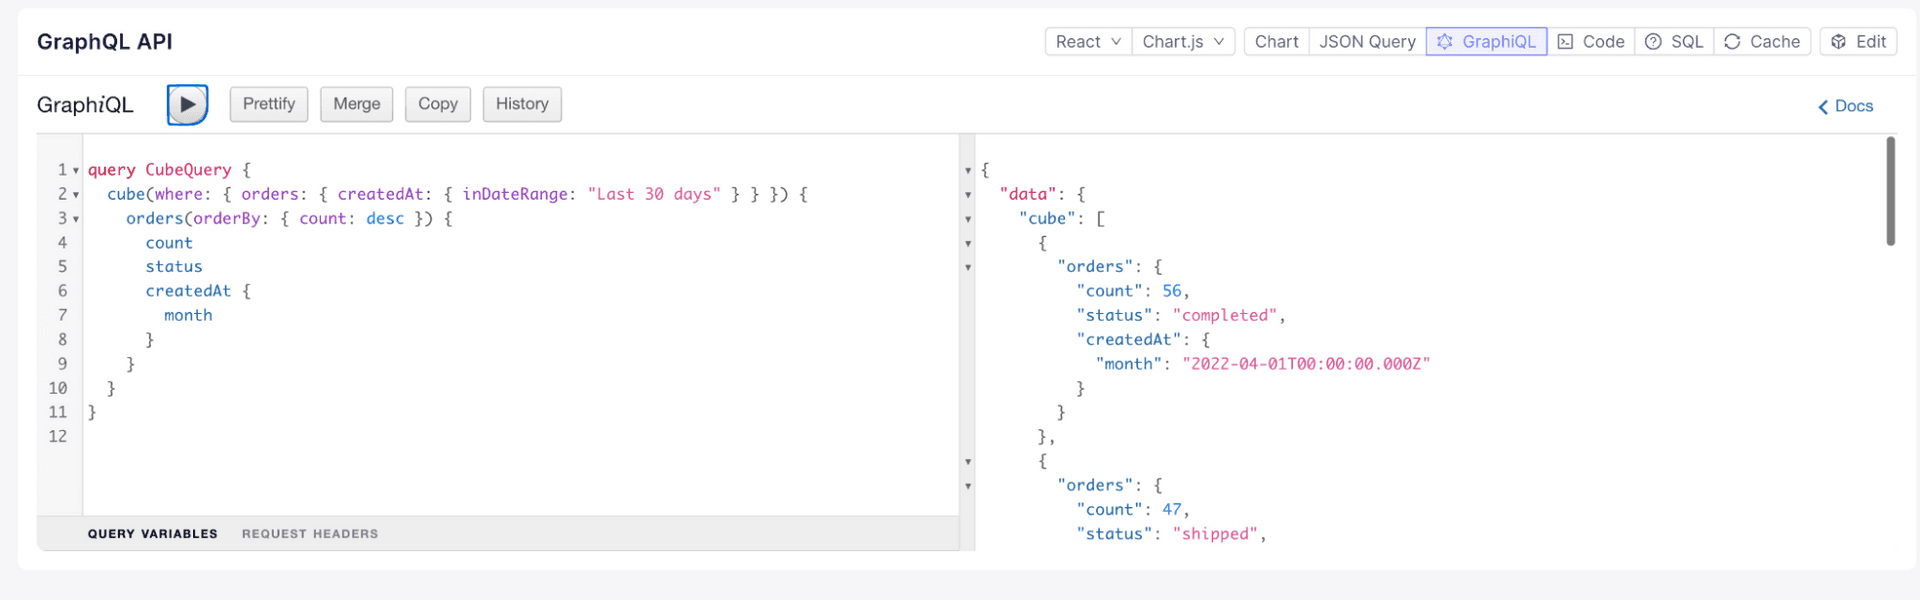 GraphQL API
React Chart.js Chart JSON Query GraphiQL Code SQL Cache Edit
GraphiQL Prettify Merge Copy History Docs
1 query CubeQuery {
2 cube(where: { orders: { createdAt: { inDateRange: "Last 30 days" } } }) {
3 orders(orderBy: { count: desc }) {
4 count
5 status
6 createdAt {
7 month
8 }
9 }
10 }
11 }
12
QUERY VARIABLES REQUEST HEADERS
{
"data": {
"cube": [
{
"orders": {
"count": 56,
"status": "completed",
"createdAt": {
"month": "2022-04-01T00:00:00.000Z"
}
}
},
{
"orders": {
"count": 47,
"status": "shipped",